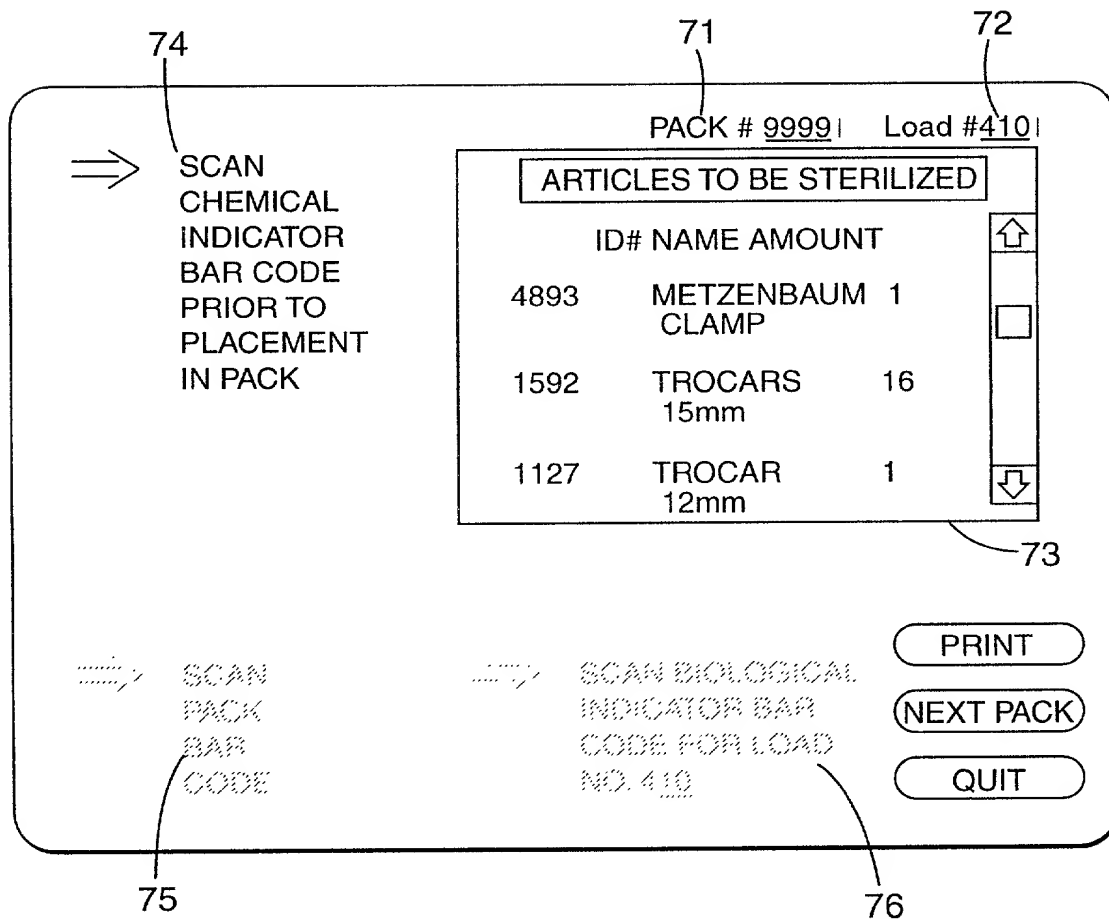 74
71
72
PACK # 9999 Load #410
SCAN
CHEMICAL
INDICATOR
BAR CODE
PRIOR TO
PLACEMENT
IN PACK
ARTICLES TO BE STERILIZED
ID# NAME AMOUNT
4893 METZENBAUM 1
CLAMP
1592 TROCARS 16
15mm
1127 TROCAR 1
12mm
73
SCAN
PACK
BAR
CODE
SCAN BIOLOGICAL
INDICATOR BAR
CODE FOR LOAD
NO. 410
PRINT
NEXT PACK
QUIT
75
76